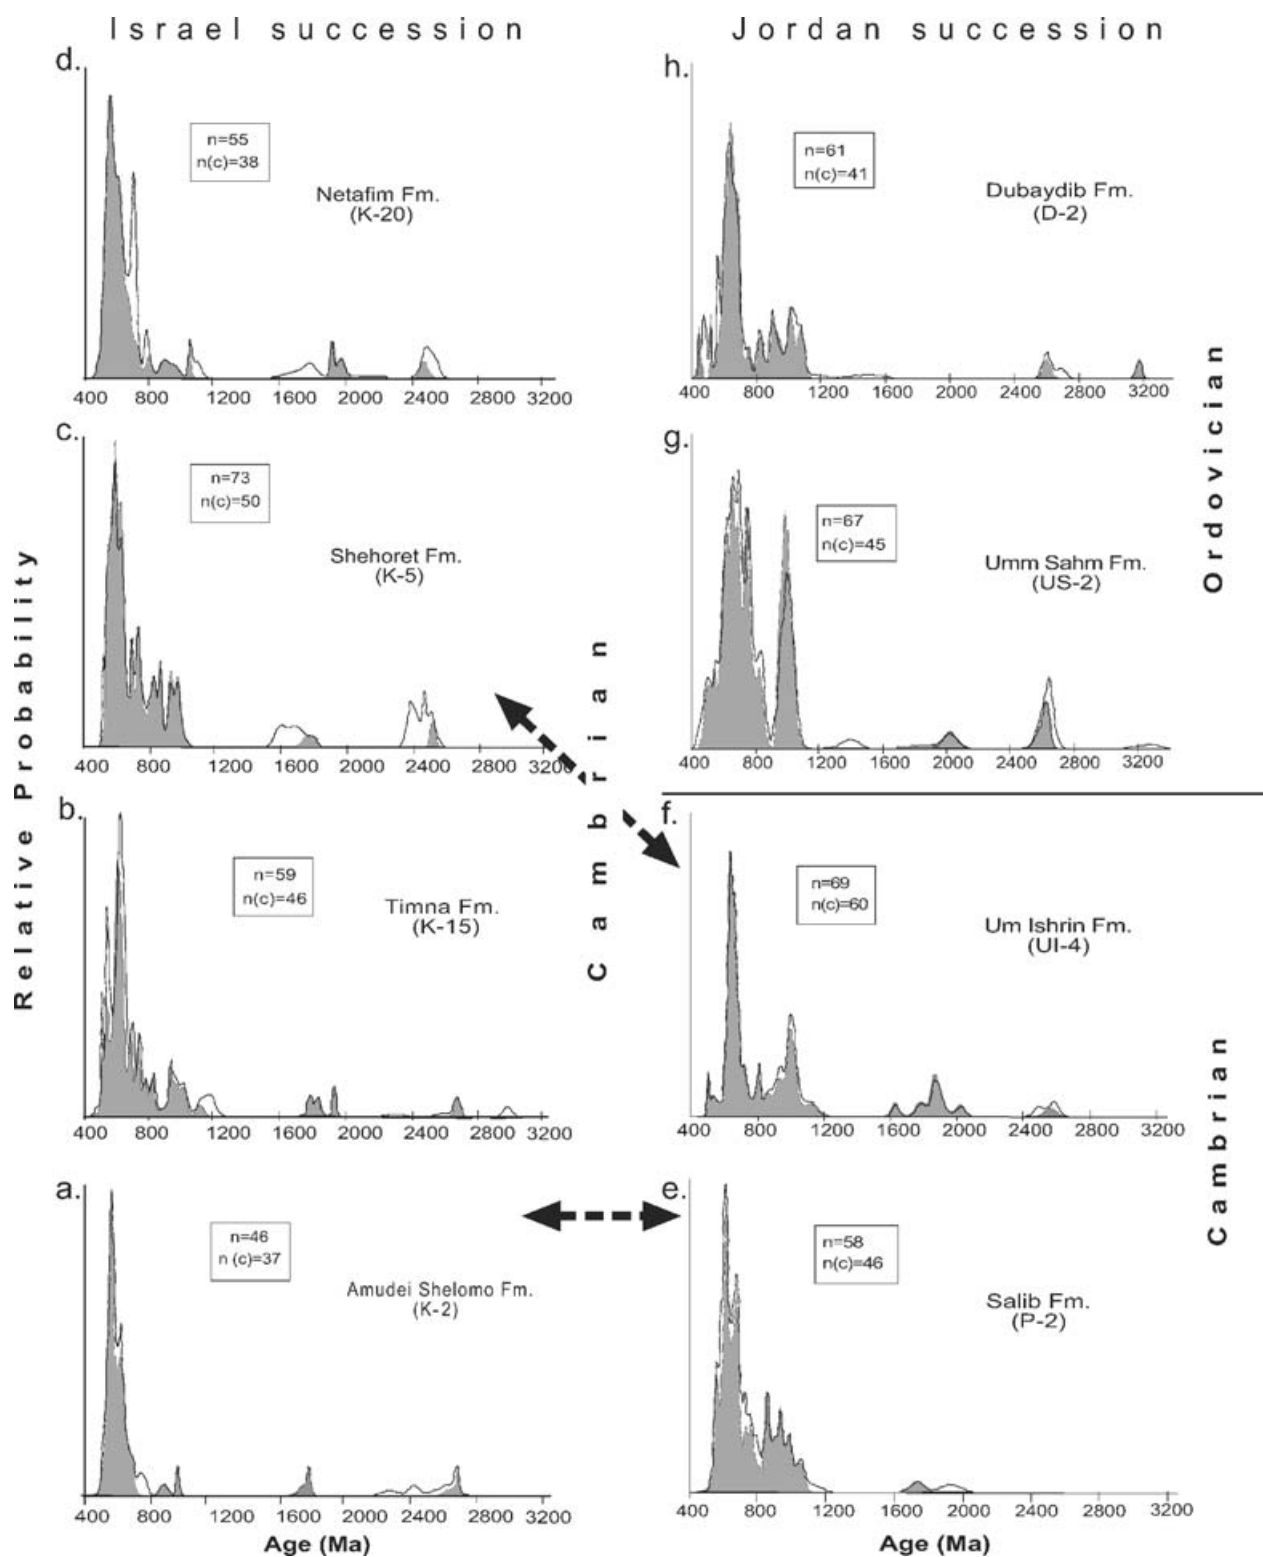 Israel succession
Jordan succession
d.
n=55
n(c)=38
Netafim Fm.
(K-20)
400 800 1200 1600 2000 2400 2800 3200
h.
n=61
n(c)=41
Dubaydib Fm.
(D-2)
400 800 1200 1600 2000 2400 2800 3200
c.
n=73
n(c)=50
Shehoret Fm.
(K-5)
400 800 1200 1600 2000 2400 2800 3200
g.
n=67
n(c)=45
Umm Sahm Fm.
(US-2)
400 800 1200 1600 2000 2400 2800 3200
Ordovician
b.
n=59
n(c)=46
Timna Fm.
(K-15)
400 800 1200 1600 2000 2400 2800 3200
f.
n=69
n(c)=60
Um Ishrin Fm.
(UI-4)
400 800 1200 1600 2000 2400 2800 3200
Relative Probability
Cambrian
a.
n=46
n (c)=37
Amudei Shelomo Fm.
(K-2)
400 800 1200 1600 2000 2400 2800 3200
Age (Ma)
e.
n=58
n(c)=46
Salib Fm.
(P-2)
400 800 1200 1600 2000 2400 2800 3200
Age (Ma)
Cambrian